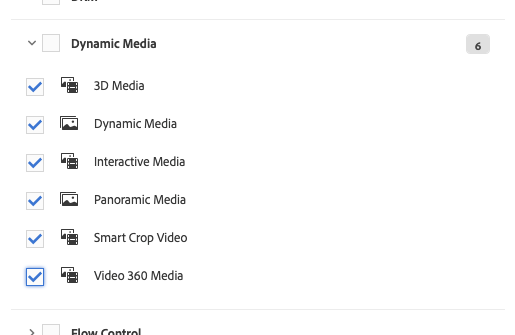 Dynamic Media
6
3D Media
Dynamic Media
Interactive Media
Panoramic Media
Smart Crop Video
Video 360 Media
Flow Control